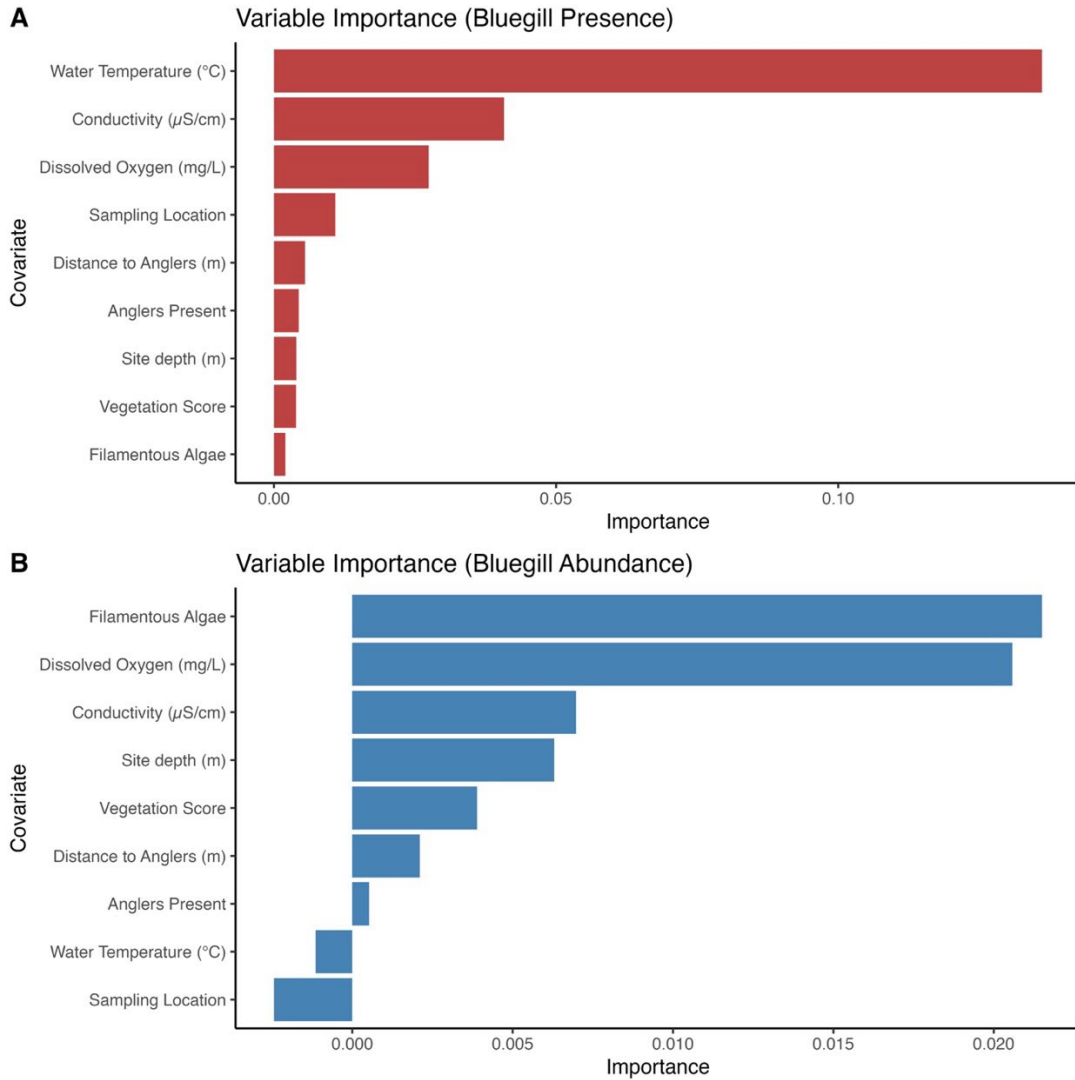 A
Variable Importance (Bluegill Presence)
Water Temperature (°C)
Conductivity (µS/cm)
Dissolved Oxygen (mg/L)
Sampling Location
Distance to Anglers (m)
Anglers Present
Site depth (m)
Vegetation Score
Filamentous Algae
Covariate
0.00 0.05 0.10
Importance
B
Variable Importance (Bluegill Abundance)
Filamentous Algae
Dissolved Oxygen (mg/L)
Conductivity (µS/cm)
Site depth (m)
Vegetation Score
Distance to Anglers (m)
Anglers Present
Water Temperature (°C)
Sampling Location
Covariate
0.000 0.005 0.010 0.015 0.020
Importance